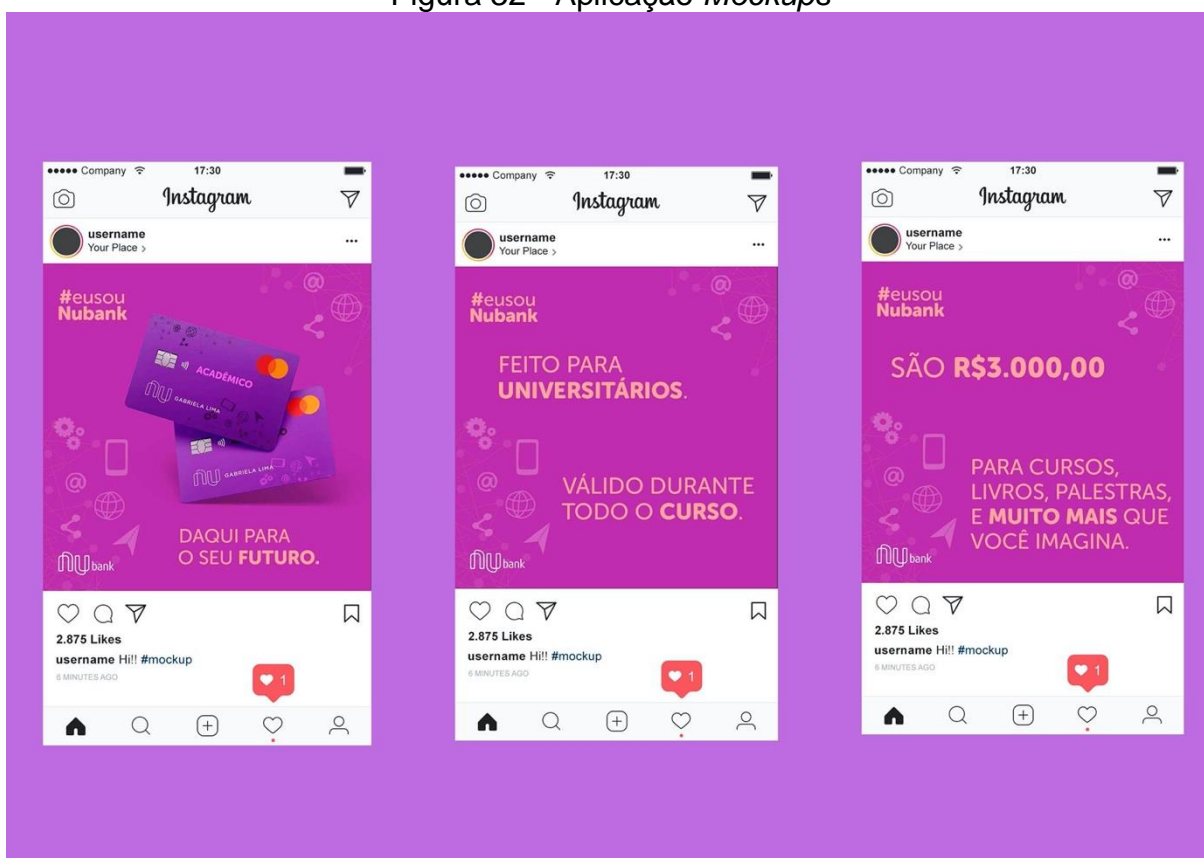 Figura 32 - Aplicação Mockups
Company 17:30
Instagram
username
Your Place >
...
#eusou
Nubank
ACADÊMICO
nu GABRIELA LIMA
nu GABRIELA LIMA
DAQUI PARA
O SEU FUTURO.
nubank
2.875 Likes
username Hi!! #mockup
6 MINUTES AGO
1
Company 17:30
Instagram
username
Your Place >
...
#eusou
Nubank
FEITO PARA
UNIVERSITÁRIOS.
VÁLIDO DURANTE
TODO O CURSO.
nubank
2.875 Likes
username Hi!! #mockup
6 MINUTES AGO
1
Company 17:30
Instagram
username
Your Place >
...
#eusou
Nubank
SÃO R$3.000,00
PARA CURSOS,
LIVROS, PALESTRAS,
E MUITO MAIS QUE
VOCÊ IMAGINA.
nubank
2.875 Likes
username Hi!! #mockup
6 MINUTES AGO
1